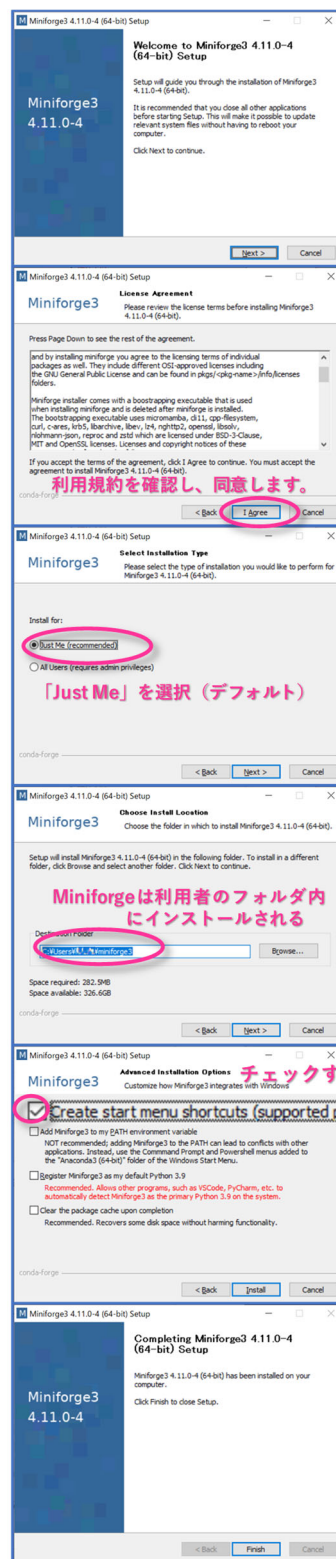 Miniforge3 4.11.0-4 (64-bit) Setup
Welcome to Miniforge3 4.11.0-4
(64-bit) Setup
Setup will guide you through the installation of Miniforge3
4.11.0-4 (64-bit).
It is recommended that you close all other applications
before starting Setup. This will make it possible to update
relevant system files without having to reboot your
computer.
Click Next to continue.
Miniforge3
4.11.0-4
Next >
Cancel
Miniforge3 4.11.0-4 (64-bit) Setup
Miniforge3
License Agreement
Please review the license terms before installing Miniforge3
4.11.0-4 (64-bit).
Press Page Down to see the rest of the agreement.
and by installing miniforge you agree to the licensing terms of individual
packages as well. They include different OSI-approved licenses including
the GNU General Public License and can be found in pkgs/<pkg-name>/info/licenses
folders.
Miniforge installer comes with a boostrapping executable that is used
when installing miniforge and is deleted after miniforge is installed.
The bootstrapping executable uses micromamba, cli11, cpp-filesystem,
curl, c-ares, krb5, libarchive, libev, lz4, nghttp2, openssl, libsolv,
nlohmann-json, reproc and zstd which are licensed under BSD-3-Clause,
MIT and OpenSSL licenses. Licenses and copyright notices of these
If you accept the terms of the agreement, click I Agree to continue. You must accept the
agreement to install Miniforge3 4.11.0-4 (64-bit).
利用規約を確認し、同意します。
conda-forge
< Back
I Agree
Cancel
Miniforge3 4.11.0-4 (64-bit) Setup
Miniforge3
Select Installation Type
Please select the type of installation you would like to perform for
Miniforge3 4.11.0-4 (64-bit).
Install for:
Just Me (recommended)
All Users (requires admin privileges)
「Just Me」を選択（デフォルト）
conda-forge
< Back
Next >
Cancel
Miniforge3 4.11.0-4 (64-bit) Setup
Miniforge3
Choose Install Location
Choose the folder in which to install Miniforge3 4.11.0-4 (64-bit).
Setup will install Miniforge3 4.11.0-4 (64-bit) in the following folder. To install in a different
folder, click Browse and select another folder. Click Next to continue.
Miniforgeは利用者のフォルダ内
にインストールされる
Destination Folder
Browse...
Space required: 282.5MB
Space available: 326.6GB
conda-forge
< Back
Next >
Cancel
Miniforge3 4.11.0-4 (64-bit) Setup
Miniforge3
Advanced Installation Options
Customize how Miniforge3 integrates with Windows
チェックす
Create start menu shortcuts (supported p
Add Miniforge3 to my PATH environment variable
NOT recommended; adding Miniforge3 to the PATH can lead to conflicts with other
applications. Instead, use the Commmand Prompt and Powershell menus added to
the "Anaconda3 (64-bit)" folder of the Windows Start Menu.
Register Miniforge3 as my default Python 3.9
Recommended. Allows other programs, such as VSCode, PyCharm, etc. to
automatically detect Miniforge3 as the primary Python 3.9 on the system.
Clear the package cache upon completion
Recommended. Recovers some disk space without harming functionality.
conda-forge
< Back
Install
Cancel
Miniforge3 4.11.0-4 (64-bit) Setup
Completing Miniforge3 4.11.0-4
(64-bit) Setup
Miniforge3 4.11.0-4 (64-bit) has been installed on your
computer.
Click Finish to close Setup.
Miniforge3
4.11.0-4
< Back
Finish
Cancel